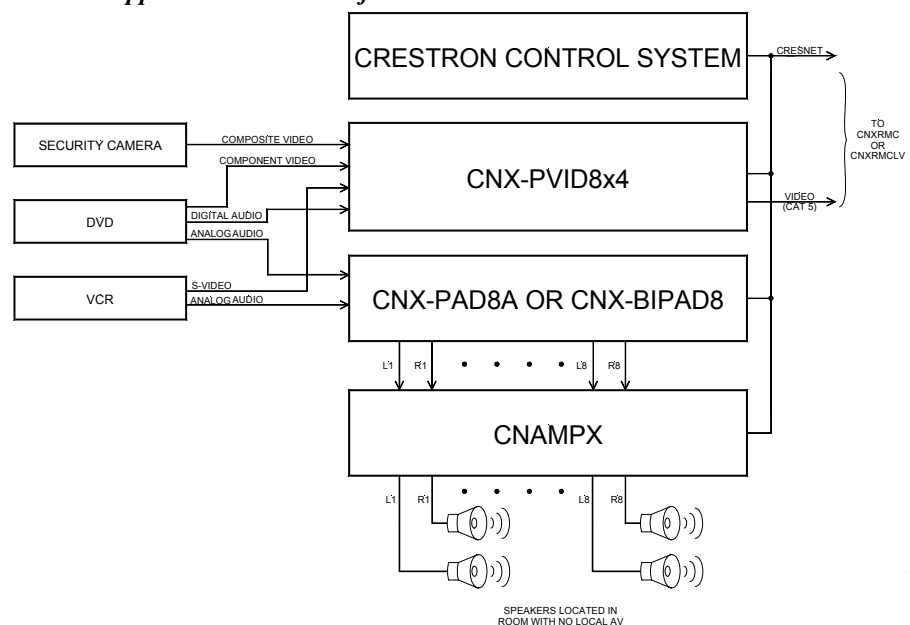 CRESTRON CONTROL SYSTEM
CRESNET
TO
CNXRMC
OR
CNXRMCLV
SECURITY CAMERA
COMPOSITE VIDEO
COMPONENT VIDEO
CNX-PVID8x4
DVD
DIGITAL AUDIO
ANALOG AUDIO
VIDEO
(CAT 5)
VCR
S-VIDEO
ANALOG AUDIO
CNX-PAD8A OR CNX-BIPAD8
L1 R1 L8 R8
CNAMPX
L1 R1 L8 R8
SPEAKERS LOCATED IN
ROOM WITH NO LOCAL AV